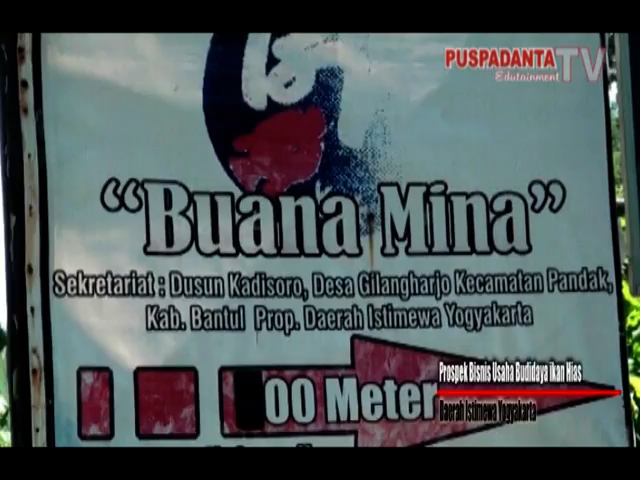 PUSPADANTA TV
Edutainment
“Buana Mina”
Sekretariat : Dusun Kadisoro, Desa Gilangharjo Kecamatan Pandak,
Kab. Bantul Prop. Daerah Istimewa Yogyakarta
00 Meter
Prospek Bisnis Usaha Budidaya ikan Hias
Daerah Istimewa Yogyakarta